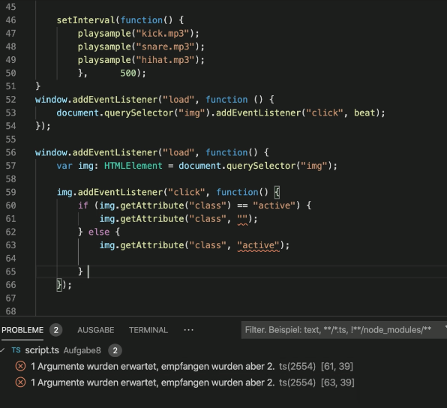 45
46 setInterval(function() {
47 playsample("kick.mp3");
48 playsample("snare.mp3");
49 playsample("hihat.mp3");
50 }, 500);
51 }
52 window.addEventListener("load", function () {
53 document.querySelector("img").addEventListener("click", beat);
54 });
55
56 window.addEventListener("load", function(){
57 var img: HTMLElement = document.querySelector("img");
58
59 img.addEventListener("click", function() {
60 if (img.getAttribute("class") == "active") {
61 img.getAttribute("class", "");
62 } else {
63 img.getAttribute("class", "active");
64
65 }
66 });
67
68
PROBLEME 2 AUSGABE TERMINAL ··· Filter. Beispiel: text, **/*.ts, !**/node_modules/**
TS script.ts Aufgabe8 2
1 Argumente wurden erwartet, empfangen wurden aber 2. ts(2554) [61, 39]
1 Argumente wurden erwartet, empfangen wurden aber 2. ts(2554) [63, 39]